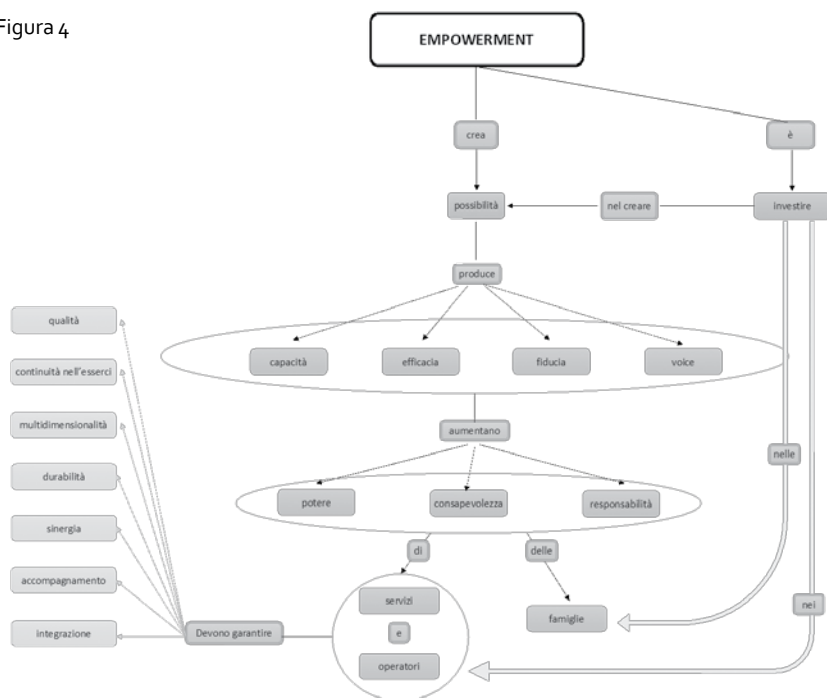 Figura 4
EMPOWERMENT
crea
è
possibilità
nel creare
investire
produce
capacità
efficacia
fiducia
voice
aumentano
potere
consapevolezza
responsabilità
di
delle
servizi
e
operatori
famiglie
nelle
nei
Devono garantire
qualità
continuità nell'esserci
multidimensionalità
durabilità
sinergia
accompagnamento
integrazione